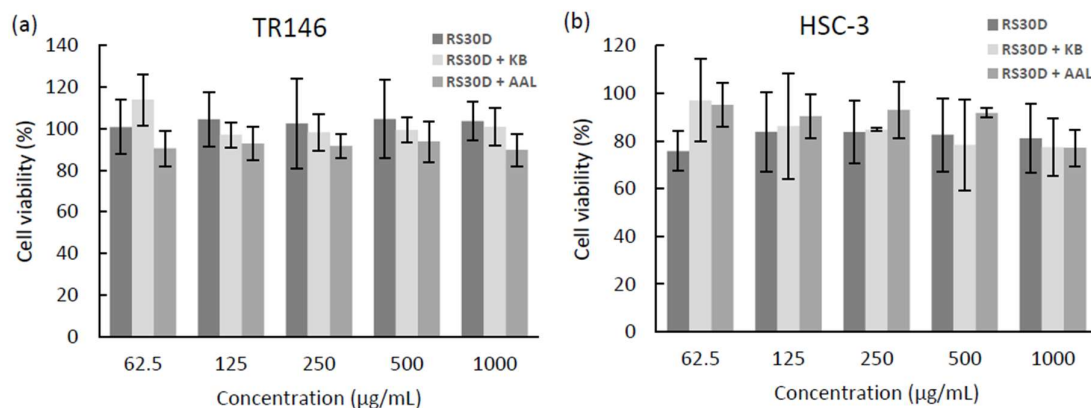 (a)
TR146
RS30D
RS30D + KB
RS30D + AAL
140
120
100
80
60
40
20
0
Cell viability (%)
62.5 125 250 500 1000
Concentration (µg/mL)
(b)
HSC-3
RS30D
RS30D + KB
RS30D + AAL
120
100
80
60
40
20
0
Cell viability (%)
62.5 125 250 500 1000
Concentration (µg/mL)